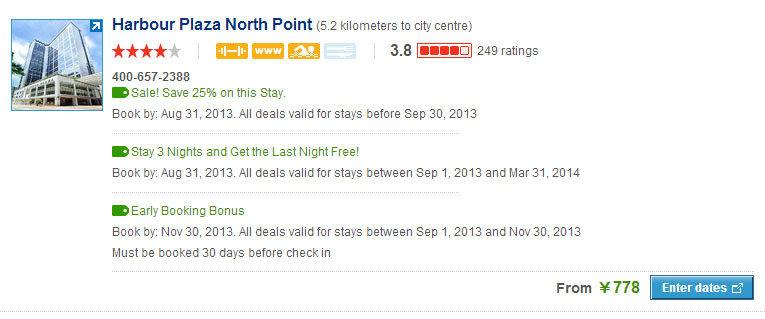 Harbour Plaza North Point (5.2 kilometers to city centre)
www 3.8 249 ratings
400-657-2388
Sale! Save 25% on this Stay.
Book by: Aug 31, 2013. All deals valid for stays before Sep 30, 2013
Stay 3 Nights and Get the Last Night Free!
Book by: Aug 31, 2013. All deals valid for stays between Sep 1, 2013 and Mar 31, 2014
Early Booking Bonus
Book by: Nov 30, 2013. All deals valid for stays between Sep 1, 2013 and Nov 30, 2013
Must be booked 30 days before check in
From ¥778 Enter dates